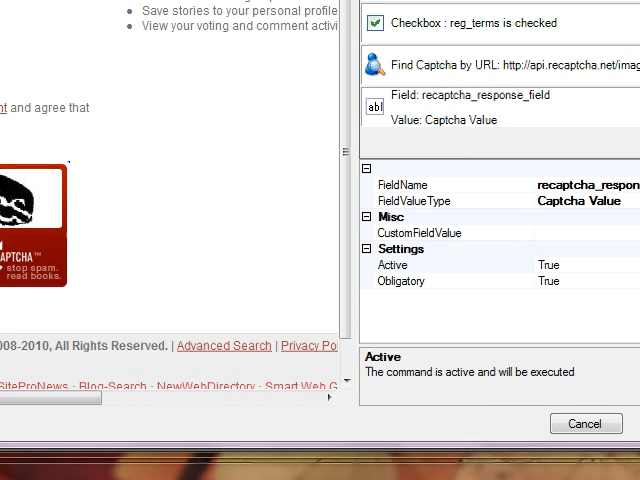 Save stories to your personal profile
View your voting and comment activi
nt and agree that
S
APTCHA™
stop spam.
read books.
008-2010, All Rights Reserved. | Advanced Search | Privacy Po
SiteProNews - Blog-Search - NewWebDirectory - Smart Web G
Checkbox : reg_terms is checked
Find Captcha by URL: http://api.recaptcha.net/imag
abl
Field: recaptcha_response_field
Value: Captcha Value
FieldName recaptcha_respon
FieldValueType Captcha Value
Misc
CustomFieldValue
Settings
Active True
Obligatory True
Active
The command is active and will be executed
Cancel